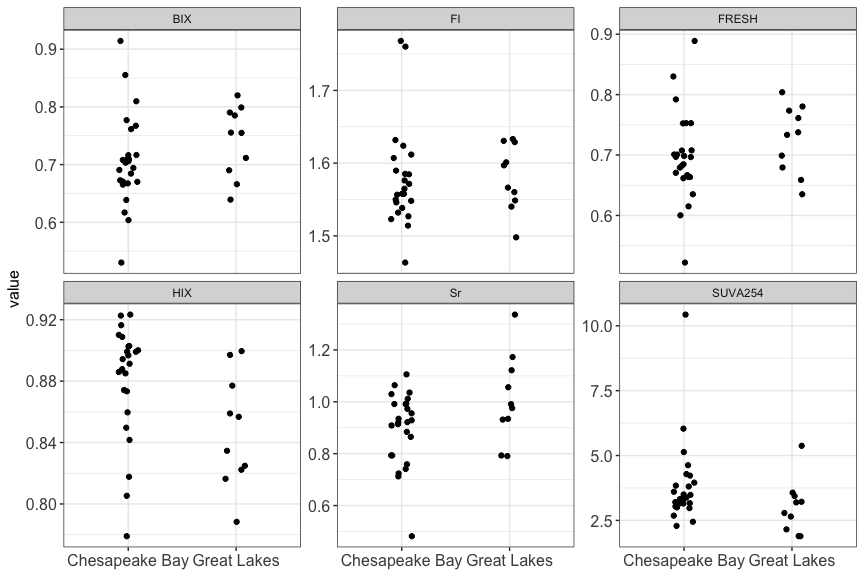 BIX
FI
FRESH
0.9
0.8
0.7
0.6
1.7
1.6
1.5
0.9
0.8
0.7
0.6
value
HIX
Sr
SUVA254
0.92
0.88
0.84
0.80
1.2
1.0
0.8
0.6
10.0
7.5
5.0
2.5
Chesapeake Bay Great Lakes
Chesapeake Bay Great Lakes
Chesapeake Bay Great Lakes